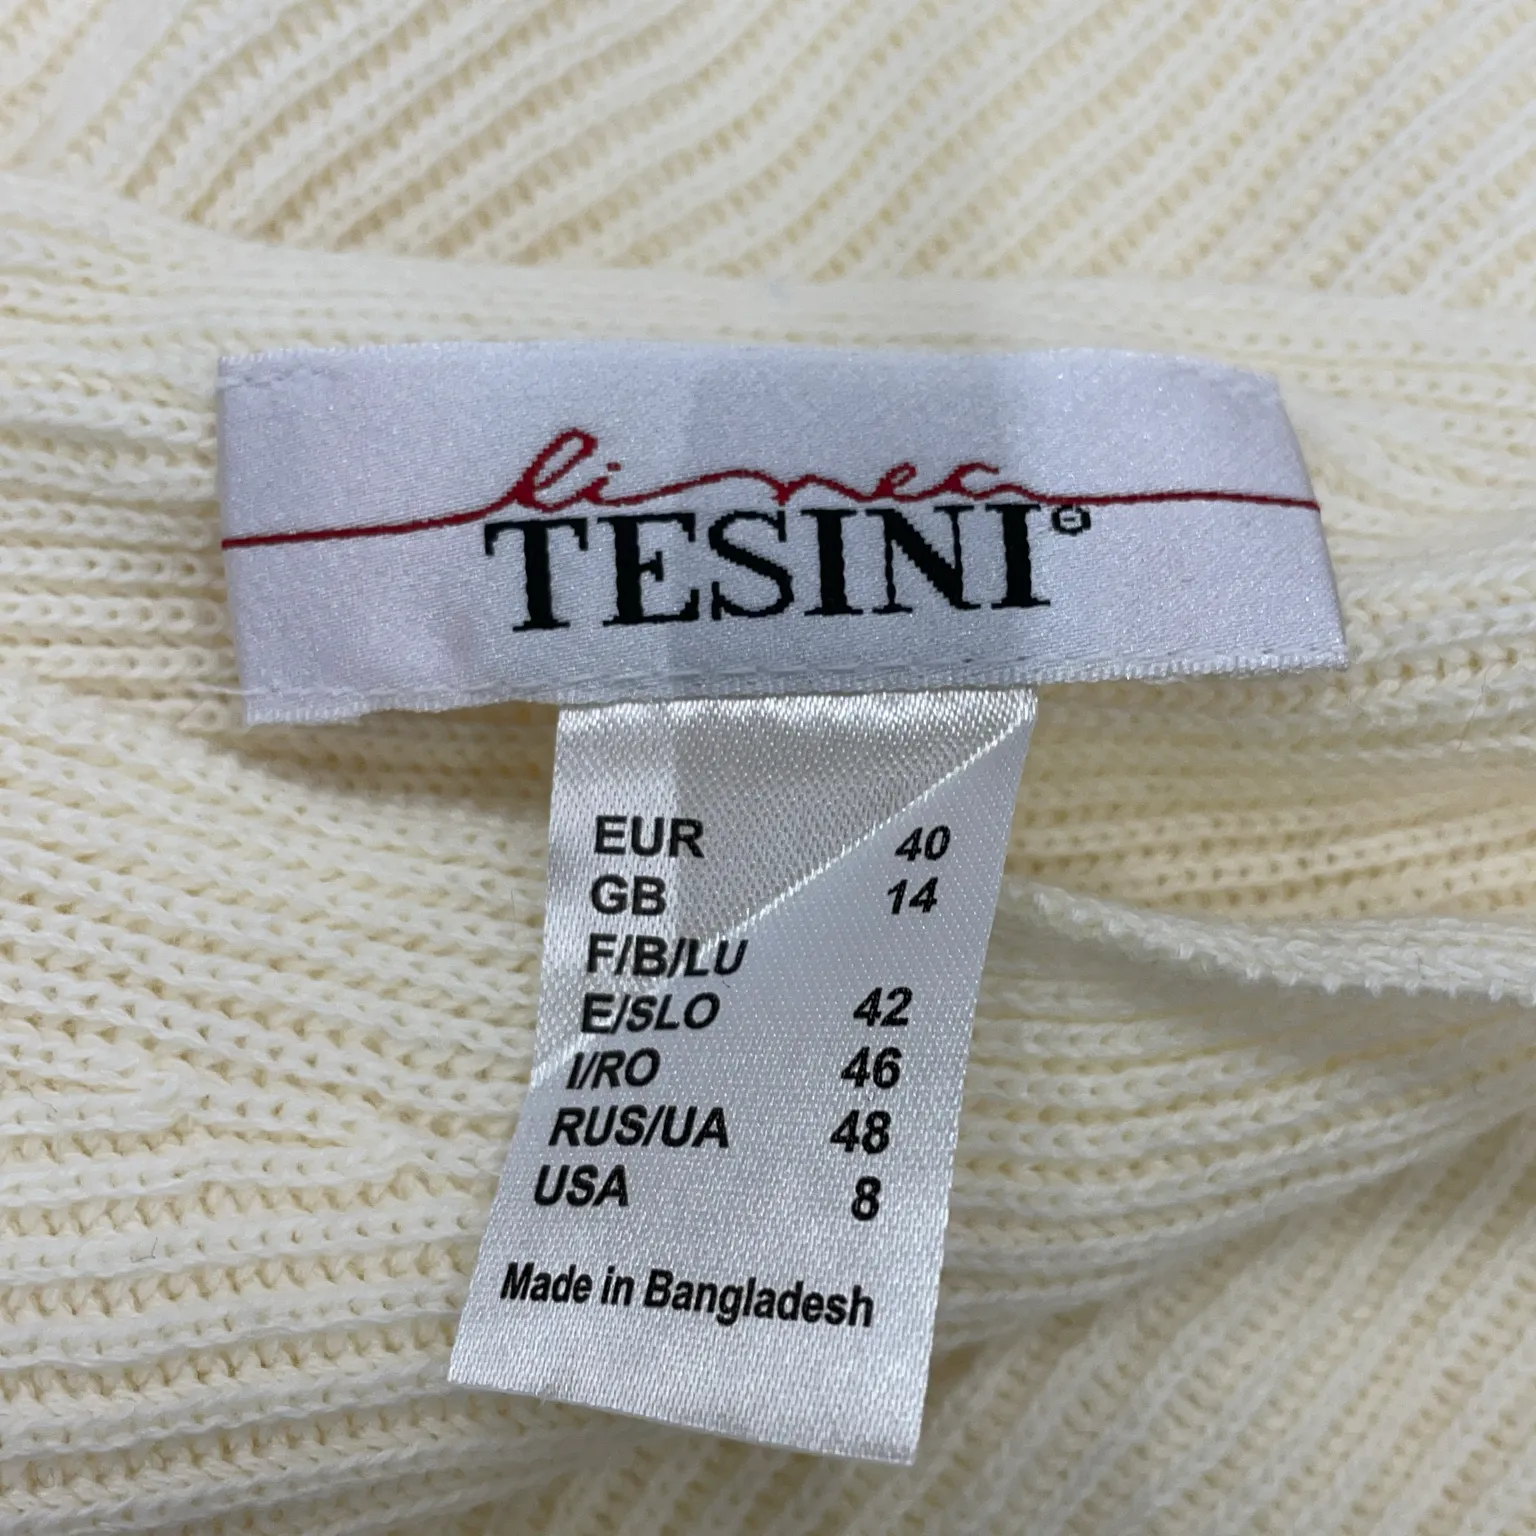 linea
TESINI®
EUR 40
GB 14
F/B/LU
E/SLO 42
I/RO 46
RUS/UA 48
USA 8
Made in Bangladesh